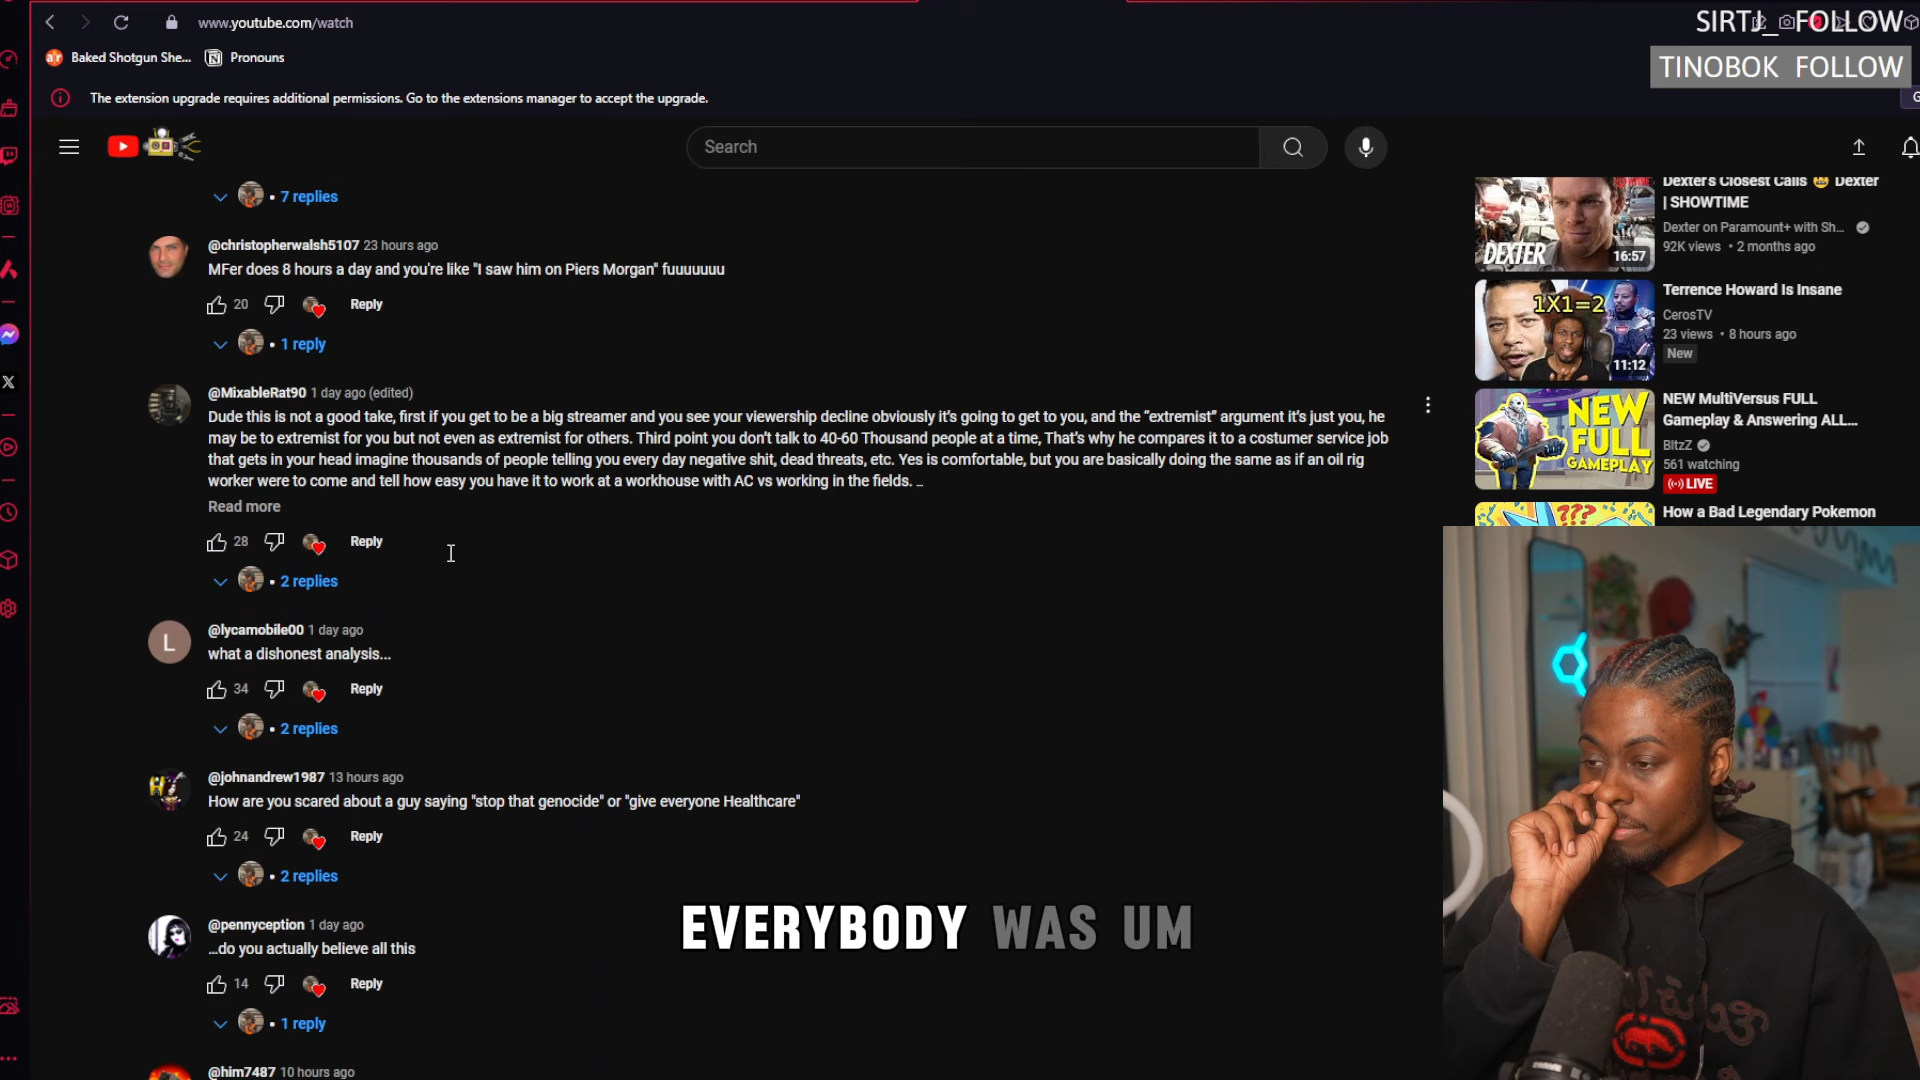 www.youtube.com/watch
SIRTJ_ FOLLOW
Baked Shotgun She...
Pronouns
TINOBOK FOLLOW
The extension upgrade requires additional permissions. Go to the extensions manager to accept the upgrade.
Search
7 replies
@christopherwalsh5107 23 hours ago
MFer does 8 hours a day and you're like "I saw him on Piers Morgan" fuuuuuuu
20 Reply
1 reply
@MixableRat90 1 day ago (edited)
Dude this is not a good take, first if you get to be a big streamer and you see your viewership decline obviously it's going to get to you, and the “extremist” argument it's just you, he
may be to extremist for you but not even as extremist for others. Third point you don't talk to 40-60 Thousand people at a time, That's why he compares it to a costumer service job
that gets in your head imagine thousands of people telling you every day negative shit, dead threats, etc. Yes is comfortable, but you are basically doing the same as if an oil rig
worker were to come and tell how easy you have it to work at a workhouse with AC vs working in the fields. ...
Read more
28 Reply
2 replies
L
@lycamobile00 1 day ago
what a dishonest analysis...
34 Reply
2 replies
@johnandrew1987 13 hours ago
How are you scared about a guy saying "stop that genocide" or "give everyone Healthcare"
24 Reply
2 replies
@pennyception 1 day ago
...do you actually believe all this
14 Reply
1 reply
@him7487 10 hours ago
Dexter's Closest Calls 🤫 Dexter
| SHOWTIME
Dexter on Paramount+ with Sh...
92K views • 2 months ago
DEXTER
16:57
1X1=2
11:12
Terrence Howard Is Insane
CerosTV
23 views • 8 hours ago
New
NEW
FULL
GAMEPLAY
NEW MultiVersus FULL
Gameplay & Answering ALL...
BItzZ
561 watching
LIVE
???
How a Bad Legendary Pokemon
EVERYBODY WAS UM